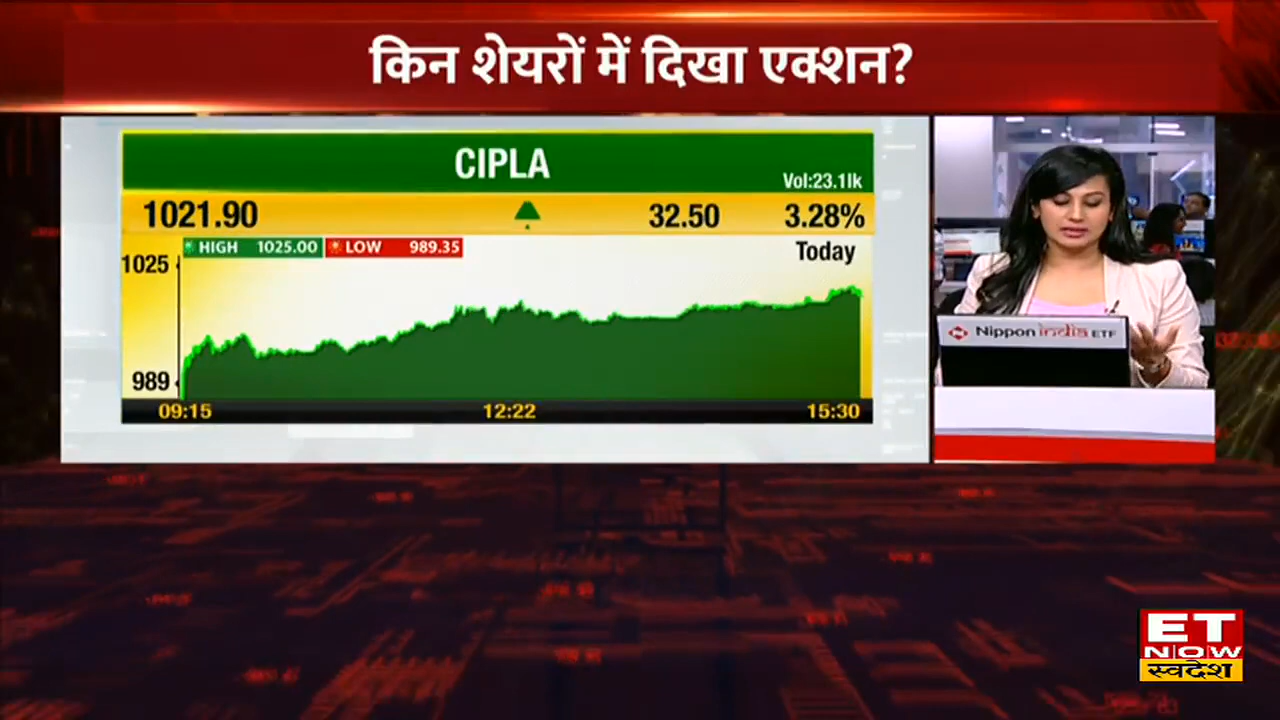 किन शेयरों में दिखा एक्शन?
CIPLA
Vol:23.1lk
1021.90 32.50 3.28%
HIGH 1025.00 LOW 989.35
Today
1025
989
09:15 12:22 15:30
Nippon india ETF
ET
NOW
स्वदेश